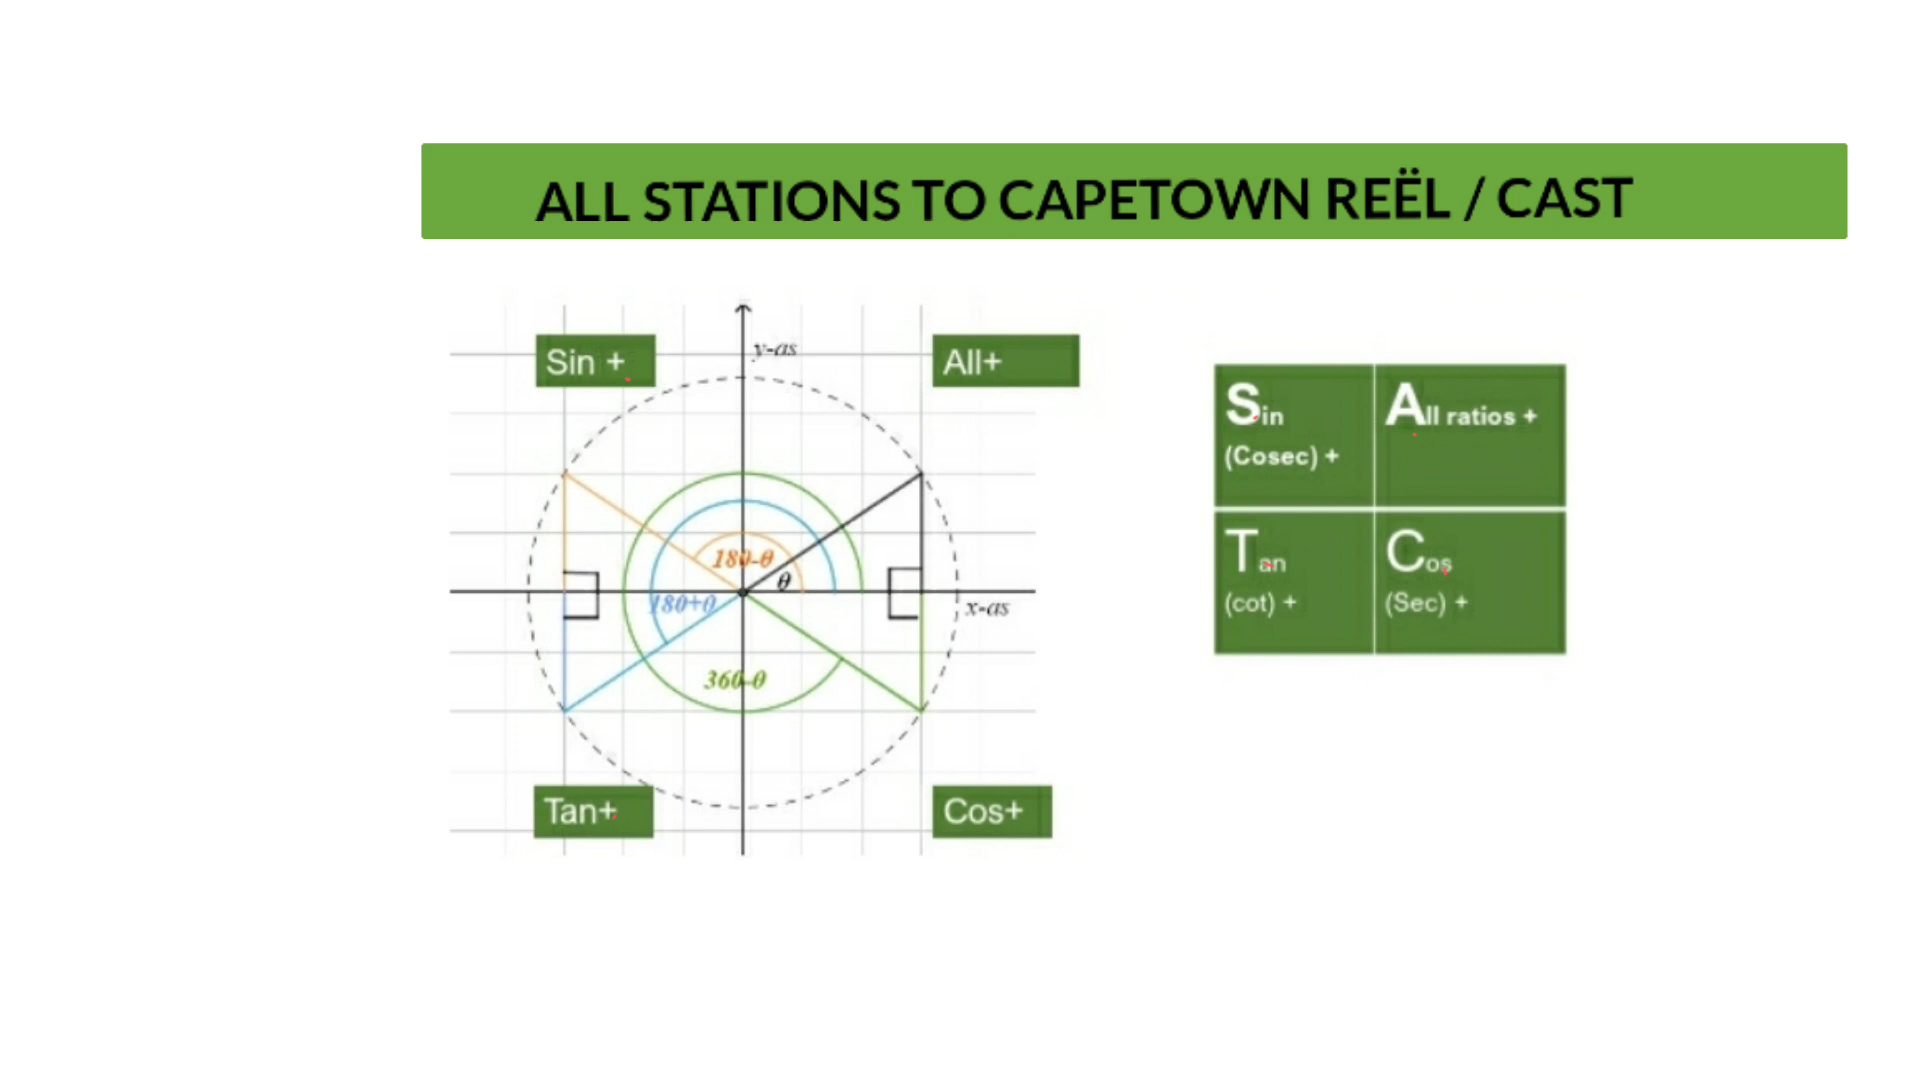 ALL STATIONS TO CAPETOWN REËL / CAST
Sin +
y-as
All+
180-θ
θ
180+θ
x-as
360-θ
Tan+
Cos+
Sin
(Cosec) +
All ratios +
Tan
(cot) +
Cos
(Sec) +